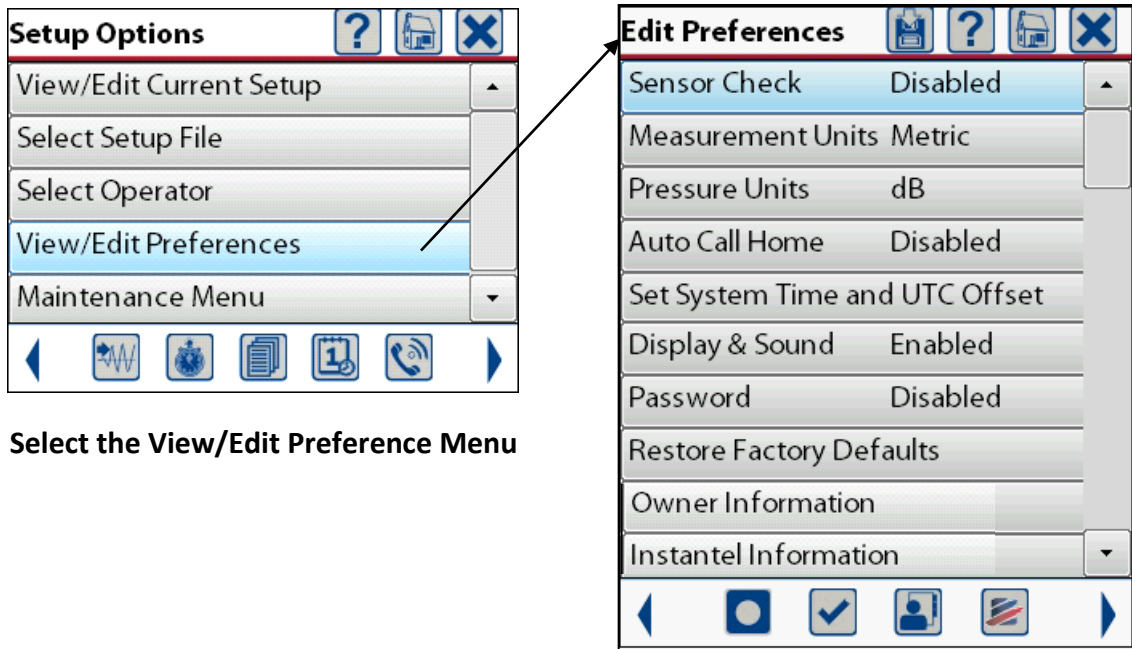 Setup Options
View/Edit Current Setup
Select Setup File
Select Operator
View/Edit Preferences
Maintenance Menu
1
Select the View/Edit Preference Menu
Edit Preferences
Sensor Check Disabled
Measurement Units Metric
Pressure Units dB
Auto Call Home Disabled
Set System Time and UTC Offset
Display & Sound Enabled
Password Disabled
Restore Factory Defaults
Owner Information
Instantel Information